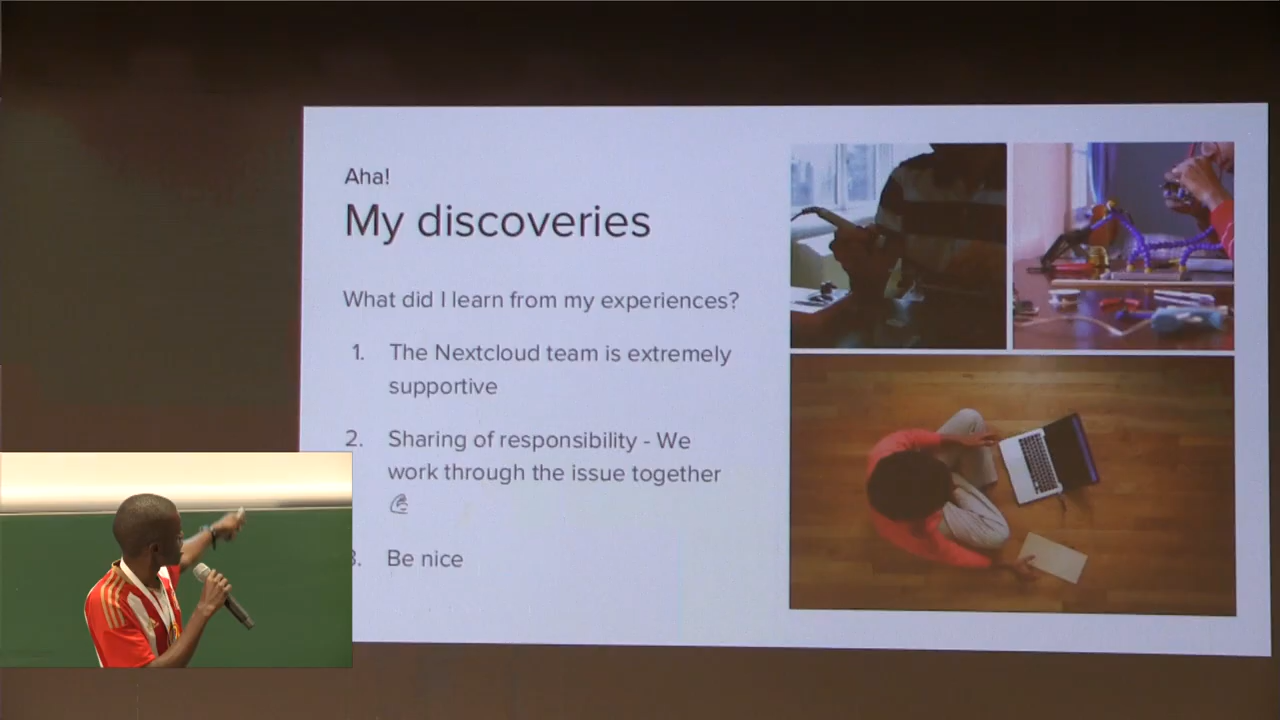 Aha!
My discoveries
What did I learn from my experiences?
1. The Nextcloud team is extremely
supportive
2. Sharing of responsibility - We
work through the issue together
💪
3. Be nice